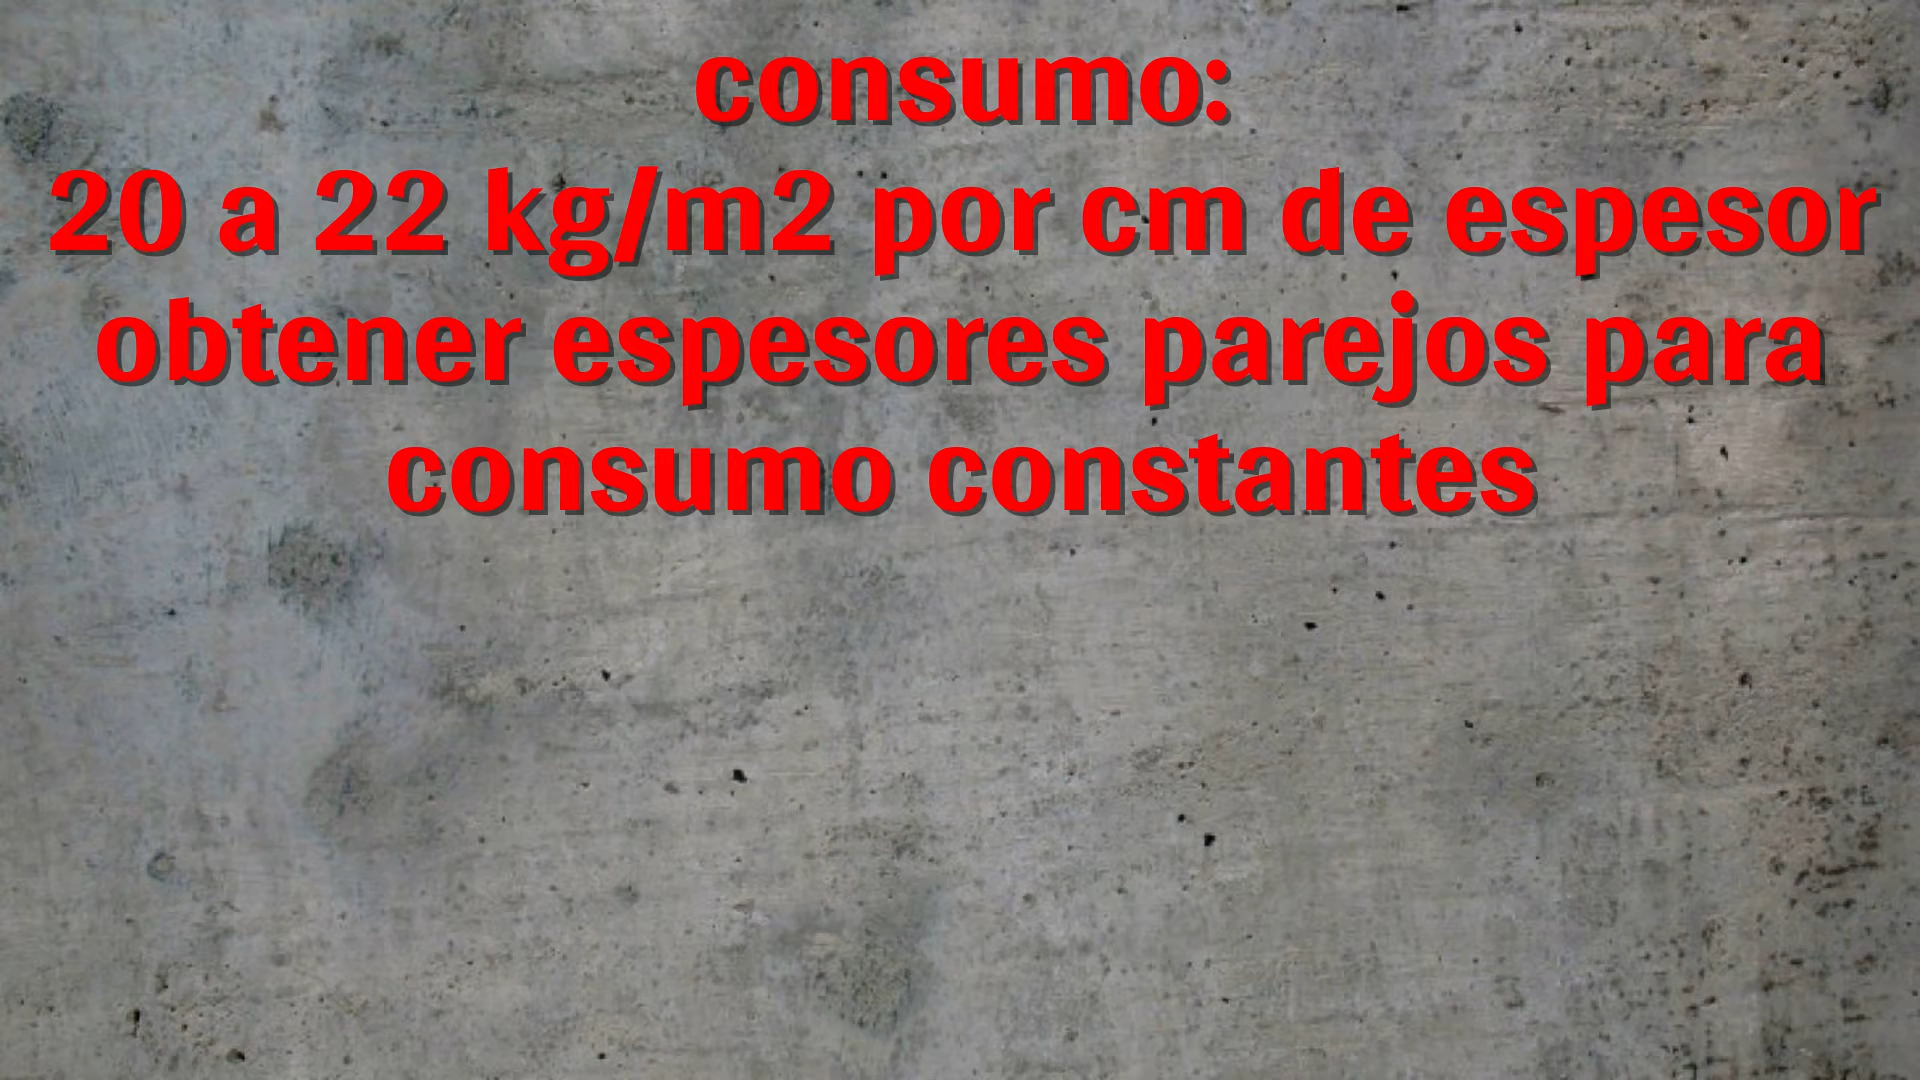 consumo:
20 a 22 kg/m2 por cm de espesor
obtener espesores parejos para
consumo constantes